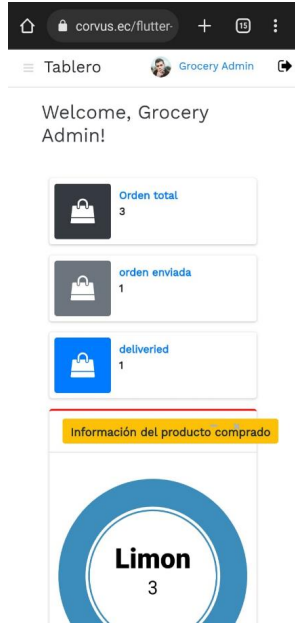 corvus.ec/flutter-
15
Tablero
Grocery Admin
Welcome, Grocery
Admin!
Orden total
3
orden enviada
1
deliveried
1
Información del producto comprado
Limon
3